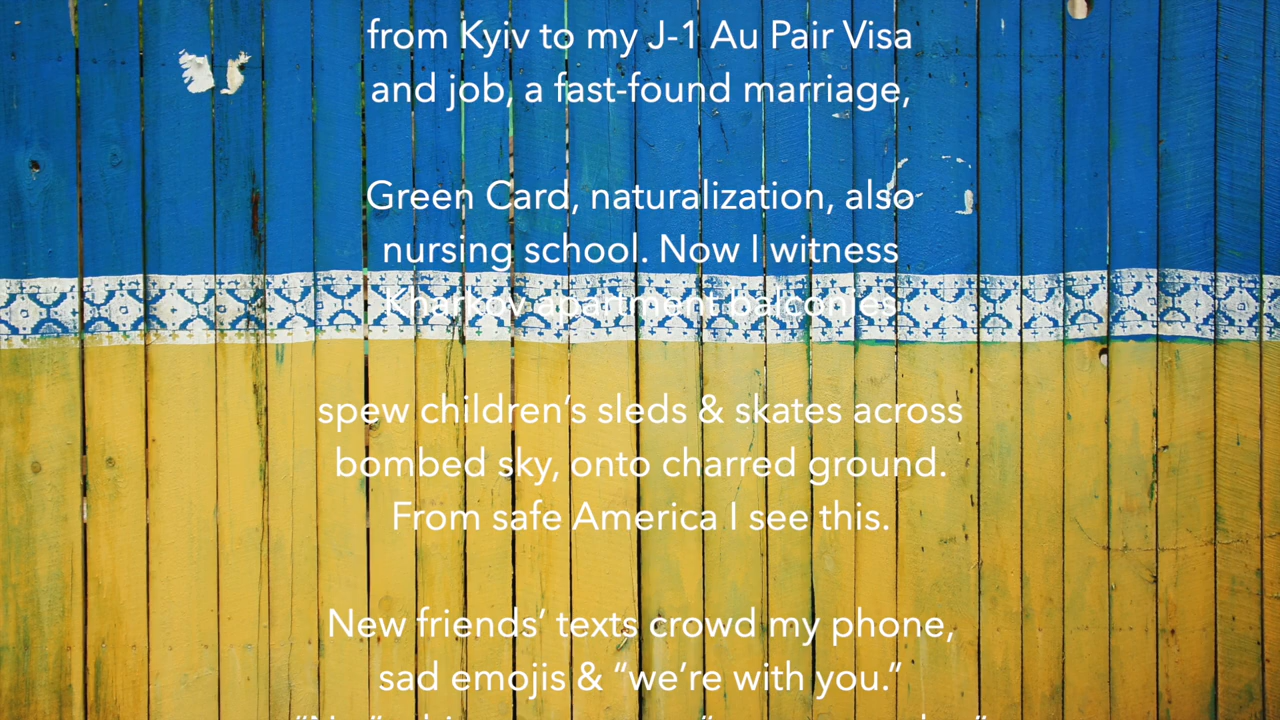 from Kyiv to my J-1 Au Pair Visa
and job, a fast-found marriage,
Green Card, naturalization, also
nursing school. Now I witness
Kharkov apartment balconies
spew children’s sleds & skates across
bombed sky, onto charred ground.
From safe America I see this.
New friends’ texts crowd my phone,
sad emojis & “we’re with you.”